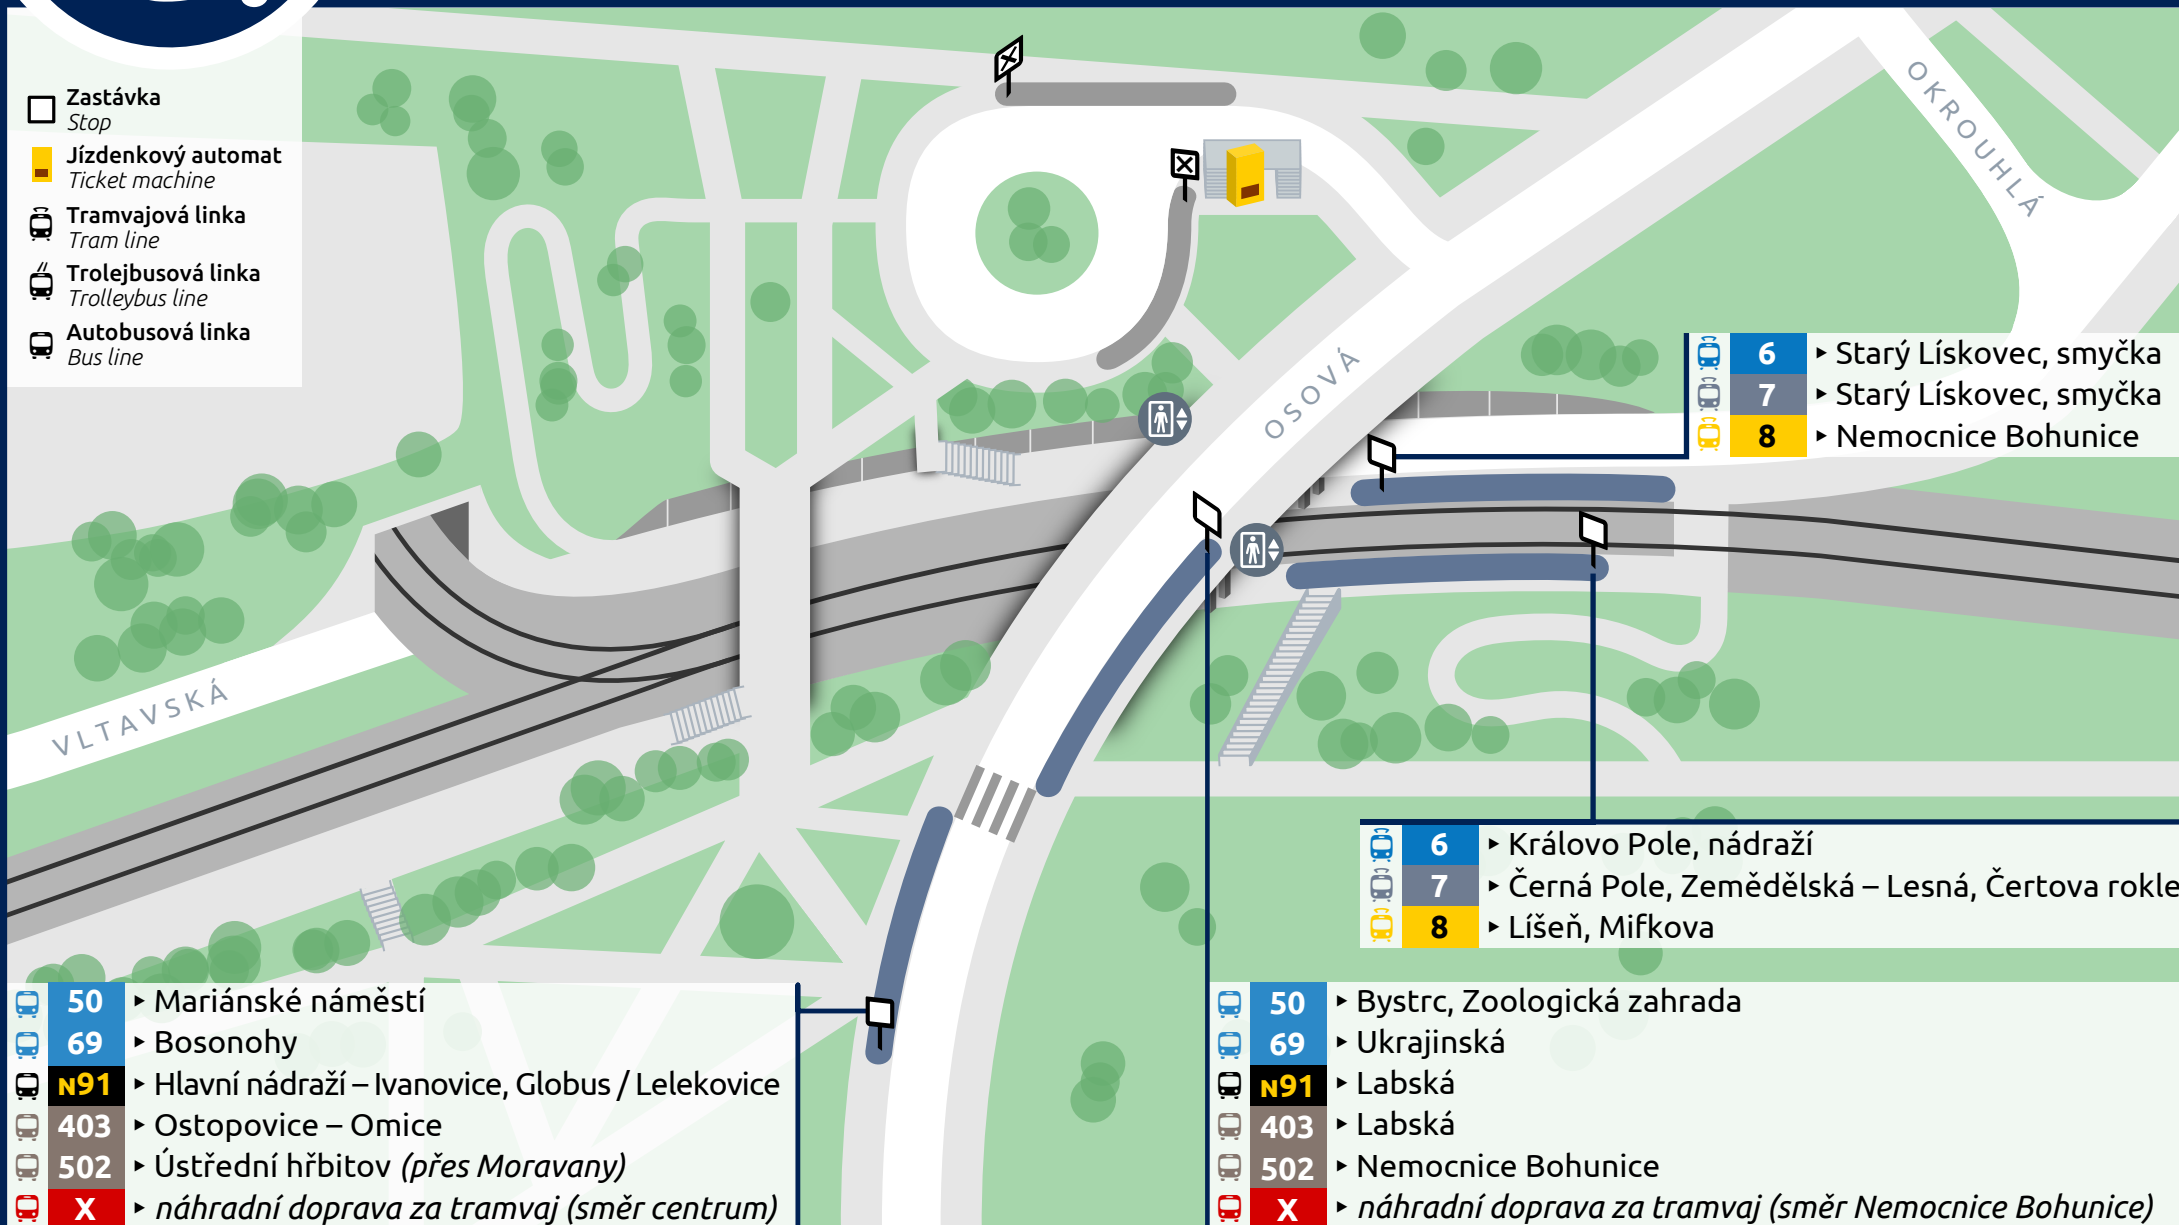 Zastávka
Stop
Jízdenkový automat
Ticket machine
Tramvajová linka
Tram line
Trolejbusová linka
Trolleybus line
Autobusová linka
Bus line
OKROUHLÁ
OSOVÁ
VLTAVSKÁ
6 ‣ Starý Lískovec, smyčka
7 ‣ Starý Lískovec, smyčka
8 ‣ Nemocnice Bohunice
6 ‣ Královo Pole, nádraží
7 ‣ Černá Pole, Zemědělská – Lesná, Čertova rokle
8 ‣ Líšeň, Mifkova
50 ‣ Mariánské náměstí
69 ‣ Bosonohy
N91 ‣ Hlavní nádraží – Ivanovice, Globus / Lelekovice
403 ‣ Ostopovice – Omice
502 ‣ Ústřední hřbitov (přes Moravany)
X ‣ náhradní doprava za tramvaj (směr centrum)
50 ‣ Bystrc, Zoologická zahrada
69 ‣ Ukrajinská
N91 ‣ Labská
403 ‣ Labská
502 ‣ Nemocnice Bohunice
X ‣ náhradní doprava za tramvaj (směr Nemocnice Bohunice)